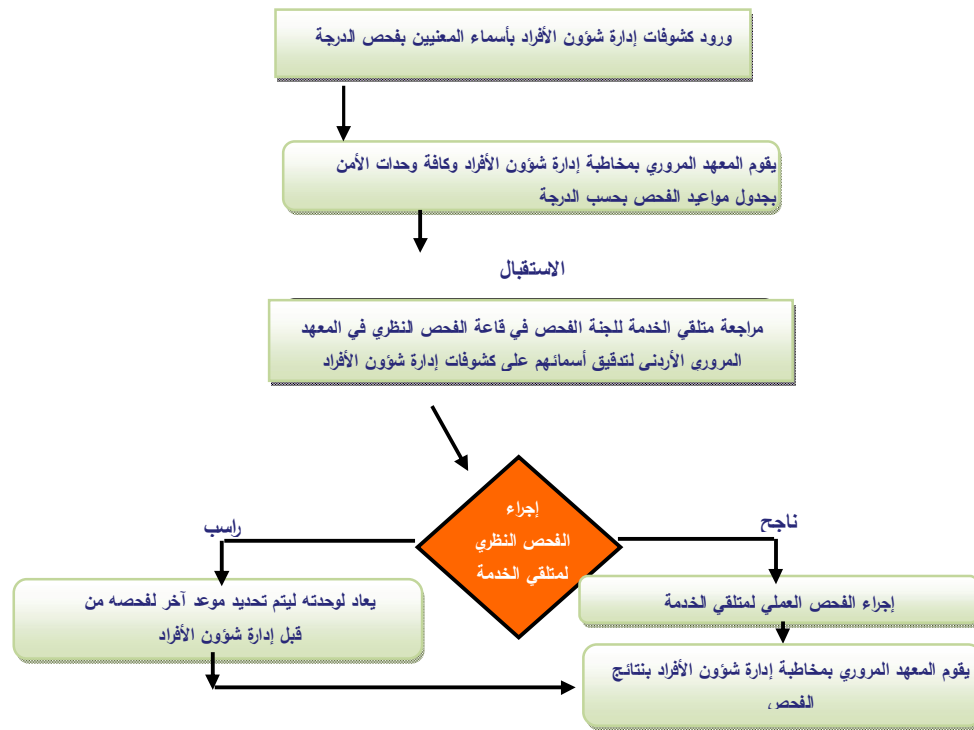 ورود كشوفات إدارة شؤون الأفراد بأسماء المعنيين بفحص الدرجة
يقوم المعهد المروري بمخاطبة إدارة شؤون الأفراد وكافة وحدات الأمن
بجدول مواعيد الفحص بحسب الدرجة
الاستقبال
مراجعة متلقي الخدمة للجنة الفحص في قاعة الفحص النظري في المعهد
المروري الأردني لتدقيق أسمائهم على كشوفات إدارة شؤون الأفراد
إجراء
الفحص النظري
لمتلقي الخدمة
ناجح
راسب
إجراء الفحص العملي لمتلقي الخدمة
يعاد لوحدته ليتم تحديد موعد آخر لفحصه من
قبل إدارة شؤون الأفراد
يقوم المعهد المروري بمخاطبة إدارة شؤون الأفراد بنتائج
الفحص